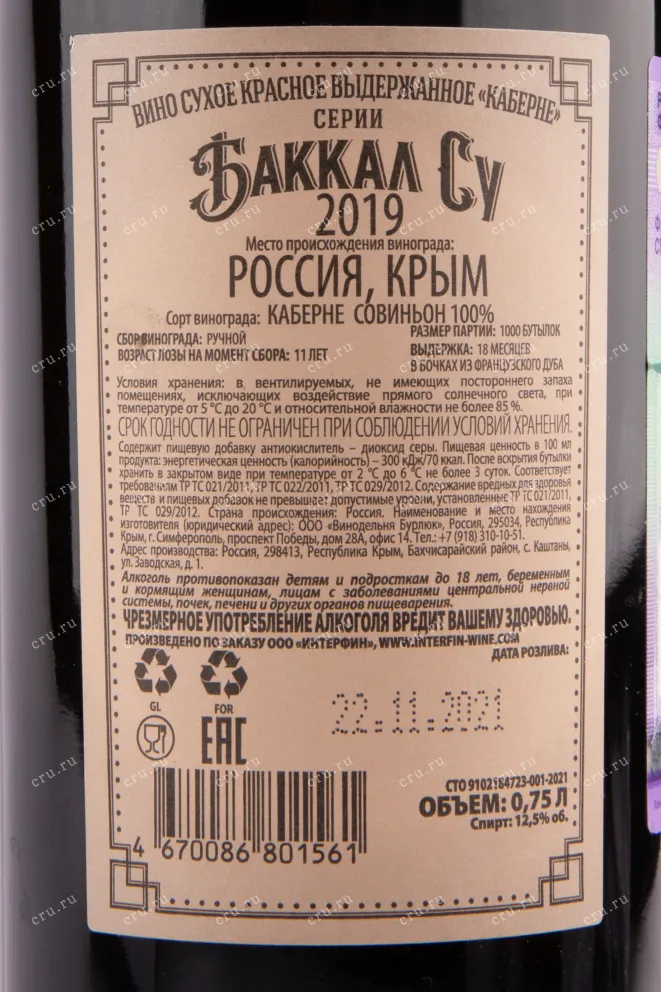 ВИНО СУХОЕ КРАСНОЕ ВЫДЕРЖАННОЕ «КАБЕРНЕ»
СЕРИИ
БАККАЛ СУ
2019
Место происхождения винограда:
РОССИЯ, КРЫМ
Сорт винограда: КАБЕРНЕ СОВИНЬОН 100%
СБОР ВИНОГРАДА: РУЧНОЙ
ВОЗРАСТ ЛОЗЫ НА МОМЕНТ СБОРА: 11 ЛЕТ
РАЗМЕР ПАРТИИ: 1000 БУТЫЛОК
ВЫДЕРЖКА: 18 МЕСЯЦЕВ
В БОЧКАХ ИЗ ФРАНЦУЗСКОГО ДУБА
Условия хранения: в вентилируемых, не имеющих постороннего запаха
помещениях, исключающих воздействие прямого солнечного света, при
температуре от 5 °С до 20 °С и относительной влажности не более 85 %.
СРОК ГОДНОСТИ НЕ ОГРАНИЧЕН ПРИ СОБЛЮДЕНИИ УСЛОВИЙ ХРАНЕНИЯ.
Содержит пищевую добавку антиокислитель – диоксид серы. Пищевая ценность в 100 мл
продукта: энергетическая ценность (калорийность) – 300 кДж/70 ккал. После вскрытия бутылки
хранить в закрытом виде при температуре от 2 °С до 6 °С не более 3 суток. Соответствует
требованиям ТР ТС 021/2011, ТР ТС 022/2011, ТР ТС 029/2012. Содержание вредных для здоровья
веществ и пищевых добавок не превышает допустимые уровни, установленные ТР ТС 021/2011,
ТР ТС 029/2012. Страна происхождения: Россия. Наименование и место нахождения
изготовителя (юридический адрес): ООО «Винодельня Бурлюк», Россия, 295034, Республика
Крым, г. Симферополь, проспект Победы, дом 28А, офис 14. Тел.: +7 (918) 310-10-51.
Адрес производства: Россия, 298413, Республика Крым, Бахчисарайский район, с. Каштаны,
ул. Заводская, д. 1.
Алкоголь противопоказан детям и подросткам до 18 лет, беременным
и кормящим женщинам, лицам с заболеваниями центральной нервной
системы, почек, печени и других органов пищеварения.
ЧРЕЗМЕРНОЕ УПОТРЕБЛЕНИЕ АЛКОГОЛЯ ВРЕДИТ ВАШЕМУ ЗДОРОВЬЮ.
ПРОИЗВЕДЕНО ПО ЗАКАЗУ ООО «ИНТЕРФИН», WWW.INTERFIN-WINE.COM
ДАТА РОЗЛИВА:
GL
FOR
22.11.2021
EAC
СТО 9102184723-001-2021
ОБЪЕМ: 0,75 Л
Спирт: 12,5% об.
4 670086 801561